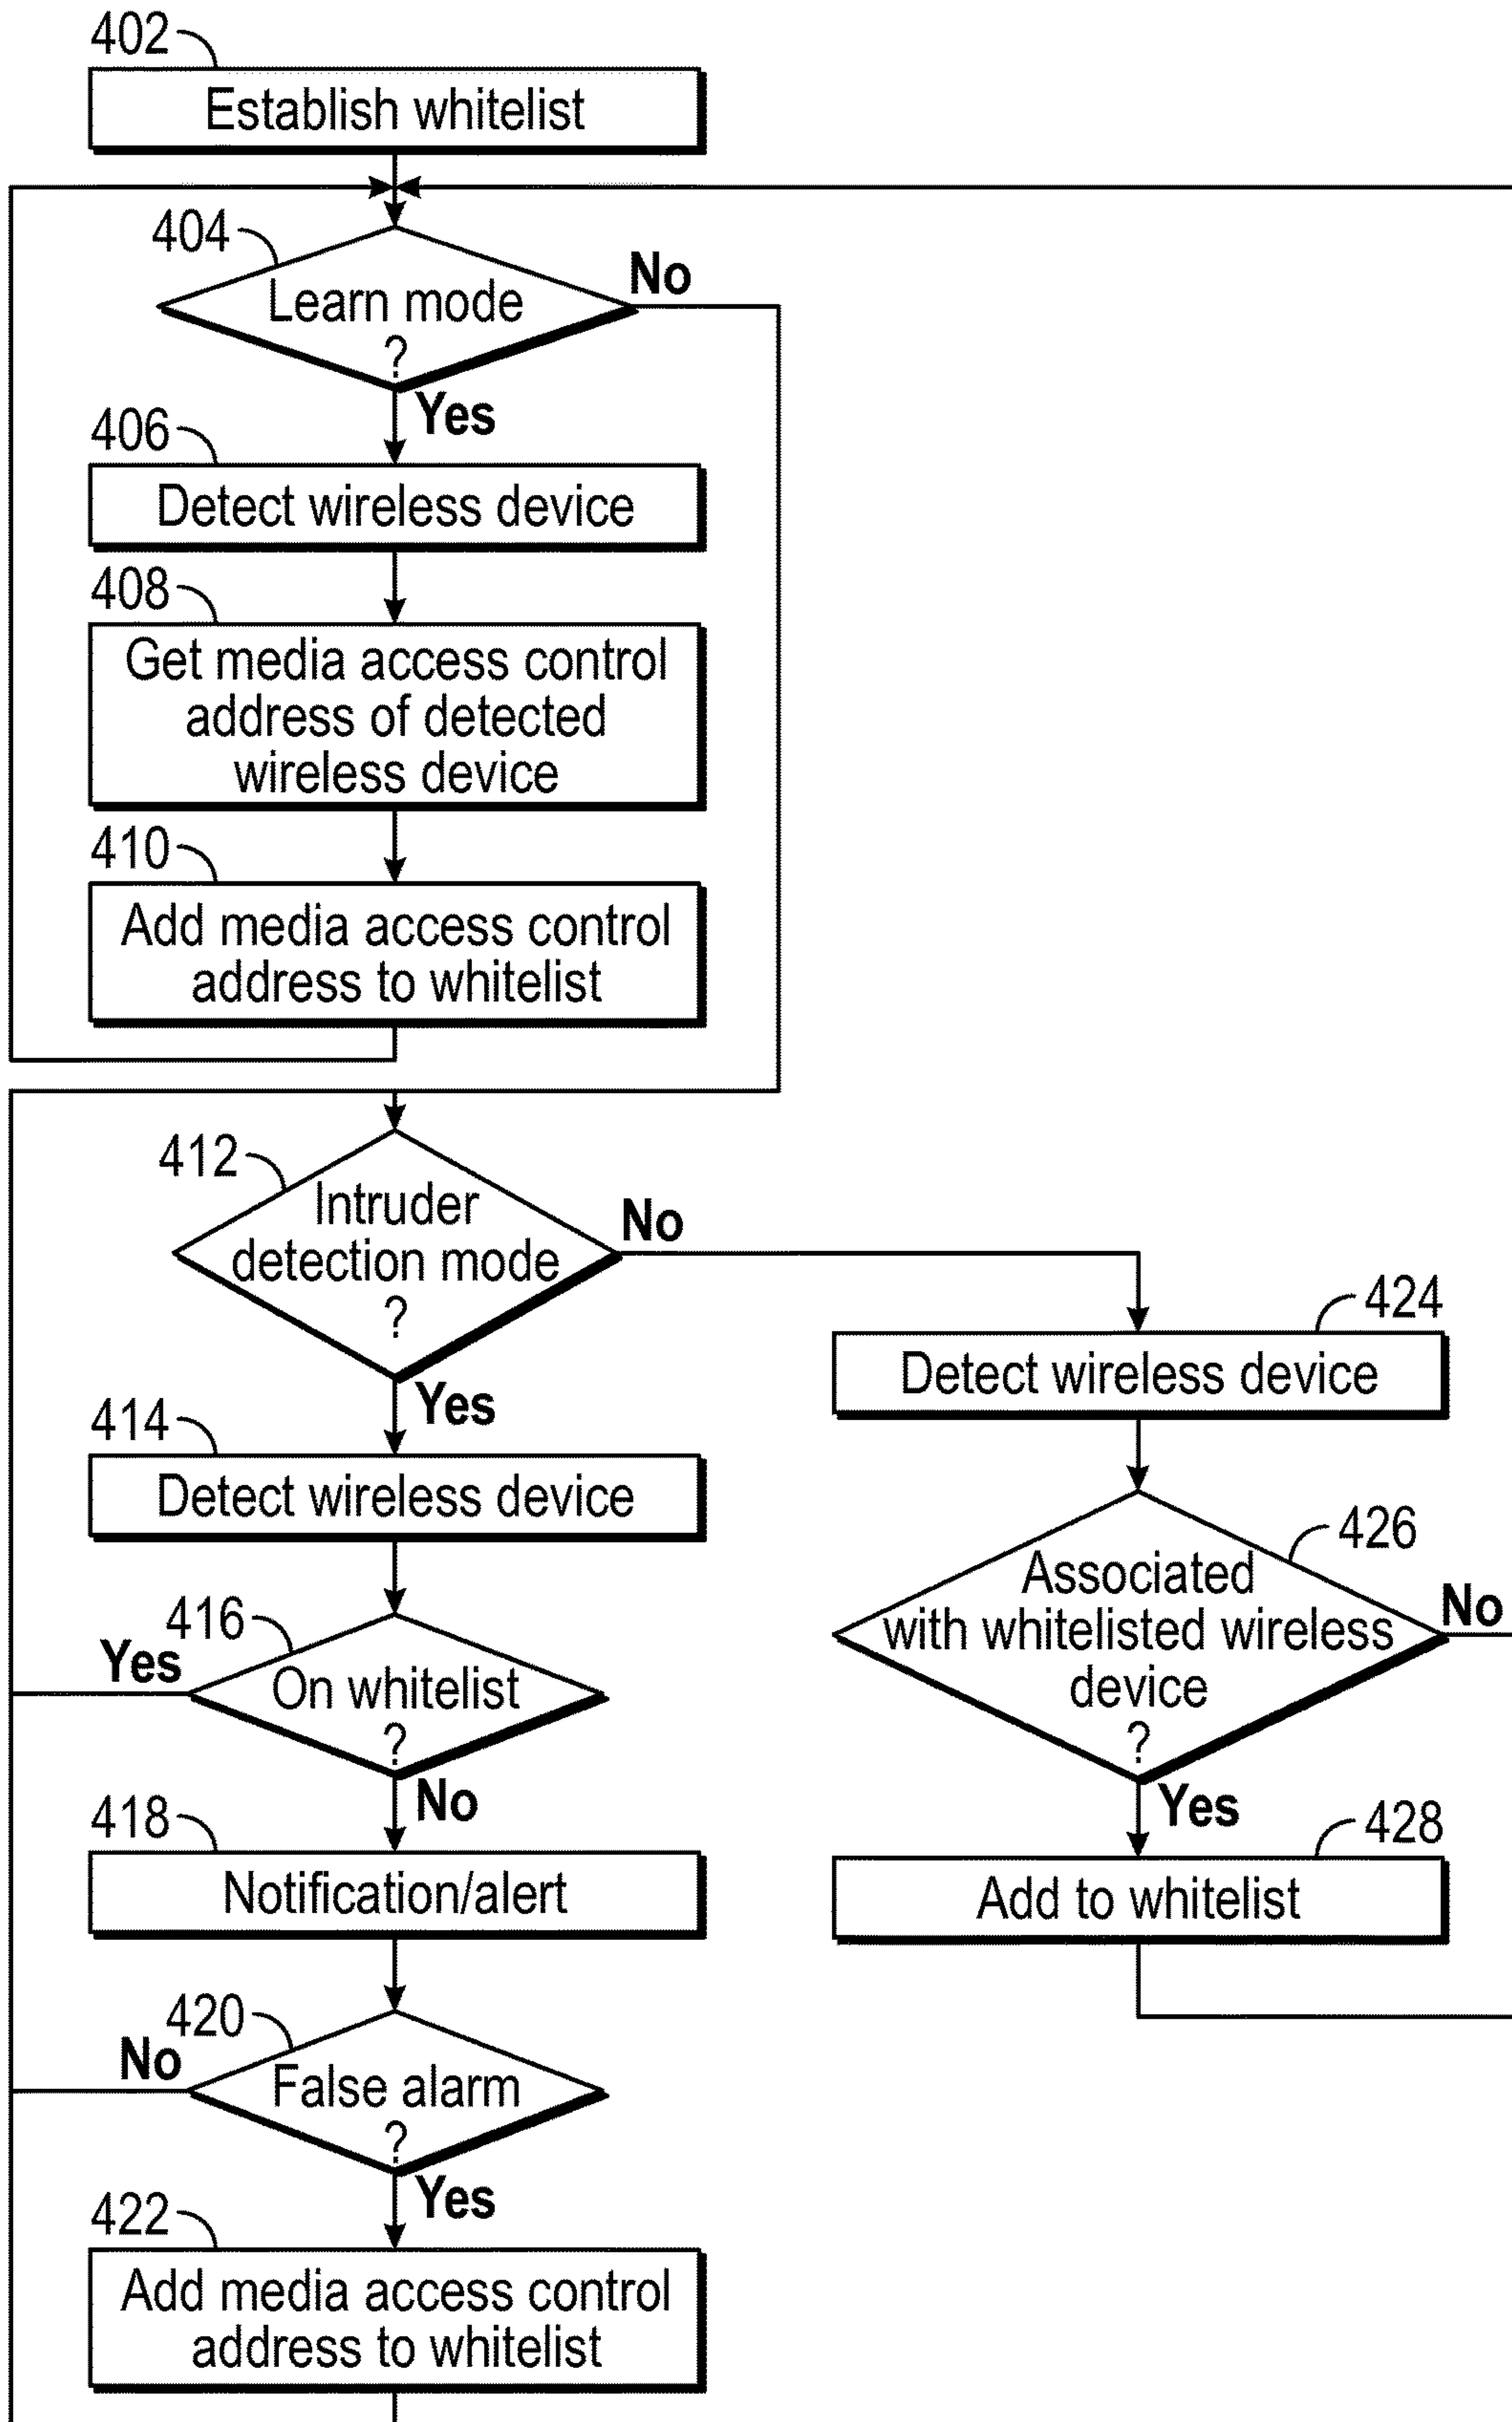 402
Establish whitelist
404
Learn mode
?
No
Yes
406
Detect wireless device
408
Get media access control
address of detected
wireless device
410
Add media access control
address to whitelist
412
Intruder
detection mode
?
No
Yes
414
Detect wireless device
416
On whitelist
?
Yes
No
418
Notification/alert
420
False alarm
?
No
Yes
422
Add media access control
address to whitelist
424
Detect wireless device
426
Associated
with whitelisted wireless
device
?
No
Yes
428
Add to whitelist